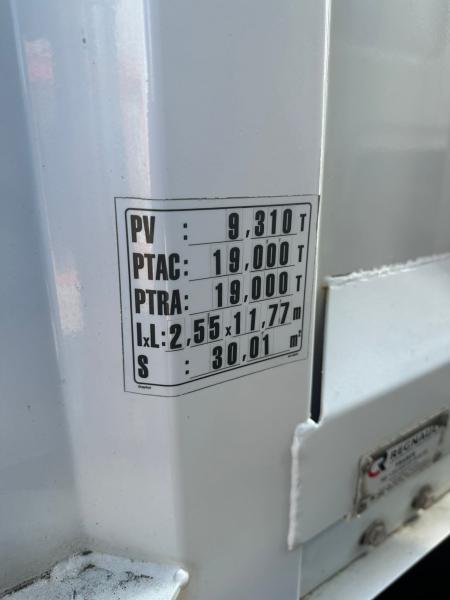 PV : 9,310 T
PTAC: 19,000 T
PTRA: 19,000 T
lxL: 2,55 x 11,77 m
S : 30,01 m²
REGNAULT